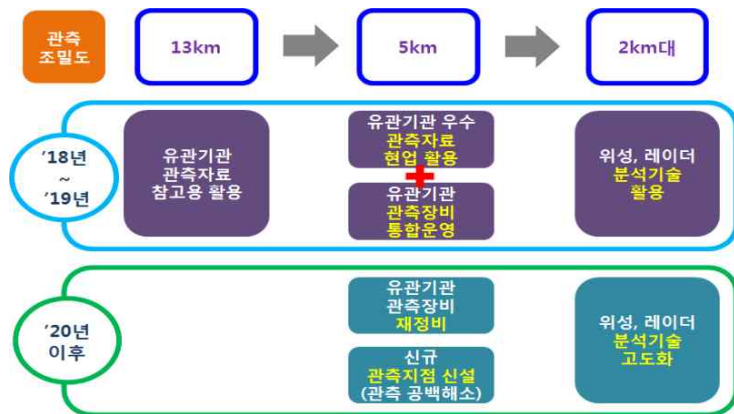 관측
조밀도
13km
5km
2km대
'18년
~
'19년
유관기관
관측자료
참고용 활용
유관기관 우수
관측자료
현업 활용
유관기관
관측장비
통합운영
위성, 레이더
분석기술
활용
'20년
이후
유관기관
관측장비
재정비
신규
관측지점 신설
(관측 공백해소)
위성, 레이더
분석기술
고도화